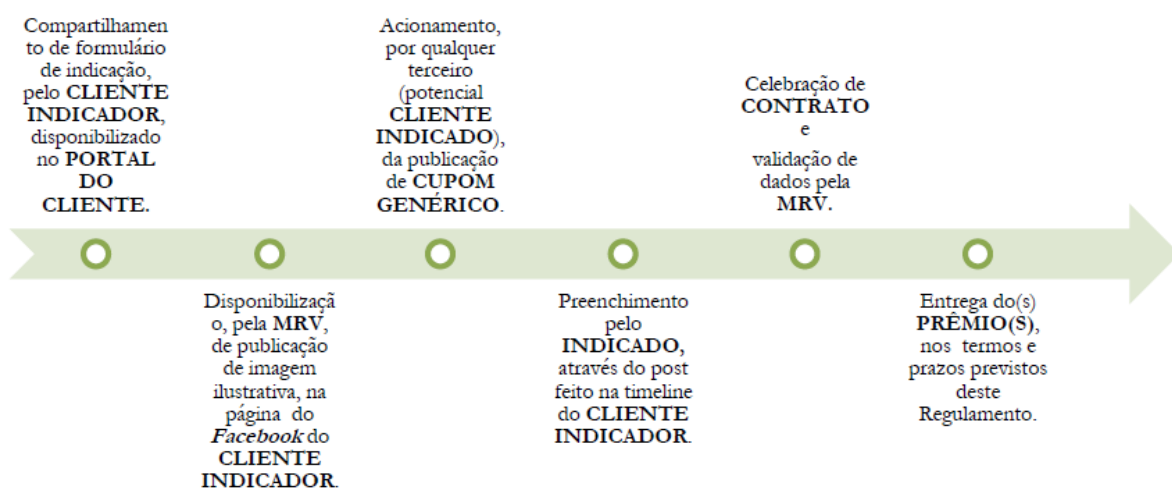 Compartilhamen
to de formulário
de indicação,
pelo CLIENTE
INDICADOR,
disponibilizado
no PORTAL
DO
CLIENTE.
Disponibilizaçã
o, pela MRV,
de publicação
de imagem
ilustrativa, na
página do
Facebook do
CLIENTE
INDICADOR.
Acionamento,
por qualquer
terceiro
(potencial
CLIENTE
INDICADO),
da publicação
de CUPOM
GENÉRICO.
Preenchimento
pelo
INDICADO,
através do post
feito na timeline
do CLIENTE
INDICADOR.
Celebração de
CONTRATO
e
validação de
dados pela
MRV.
Entrega do(s)
PRÊMIO(S),
nos termos e
prazos previstos
deste
Regulamento.